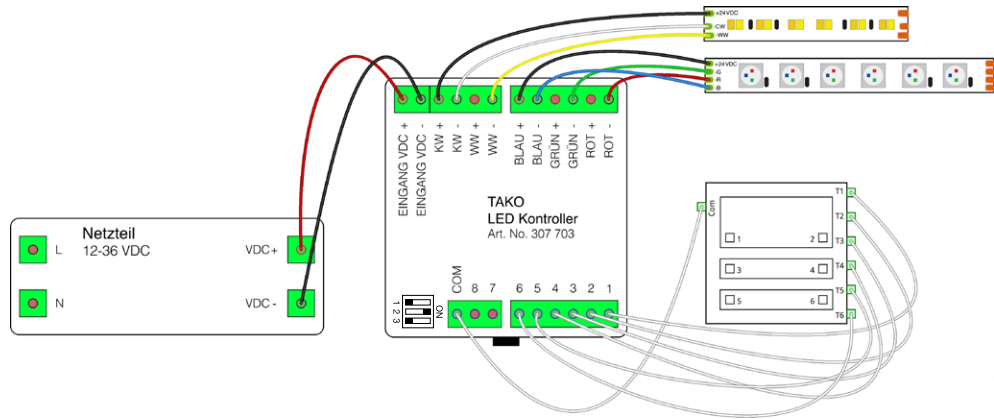 +24VDC
-CW
-WW
+24VDC
-G
-R
-B
EINGANG VDC +
EINGANG VDC -
KW +
KW -
WW +
WW -
BLAU +
BLAU -
GRÜN +
GRÜN -
ROT +
ROT -
TAKO
LED Kontroller
Art. No. 307 703
Netzteil
12-36 VDC
L
VDC+
N
VDC -
COM
8
7
6
5
4
3
2
1
1
2
3
ON
Com
T1
T2
T3
T4
T5
T6
1
2
3
4
5
6